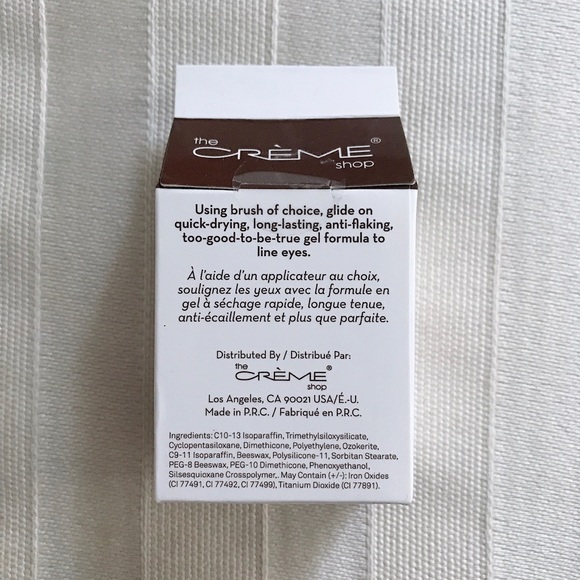 the
CRÈME®
shop
Using brush of choice, glide on
quick-drying, long-lasting, anti-flaking,
too-good-to-be-true gel formula to
line eyes.
À l'aide d'un applicateur au choix,
soulignez les yeux avec la formule en
gel à séchage rapide, longue tenue,
anti-écaillement et plus que parfaite.
Distributed By / Distribué Par:
the
CRÈME®
shop
Los Angeles, CA 90021 USA/É.-U.
Made in P.R.C. / Fabriqué en P.R.C.
Ingredients: C10-13 Isoparaffin, Trimethylsiloxysilicate,
Cyclopentasiloxane, Dimethicone, Polyethylene, Ozokerite,
C9-11 Isoparaffin, Beeswax, Polysilicone-11, Sorbitan Stearate,
PEG-8 Beeswax, PEG-10 Dimethicone, Phenoxyethanol,
Silsesquioxane Crosspolymer,. May Contain (+/-): Iron Oxides
(CI 77491, CI 77492, CI 77499), Titanium Dioxide (CI 77891).